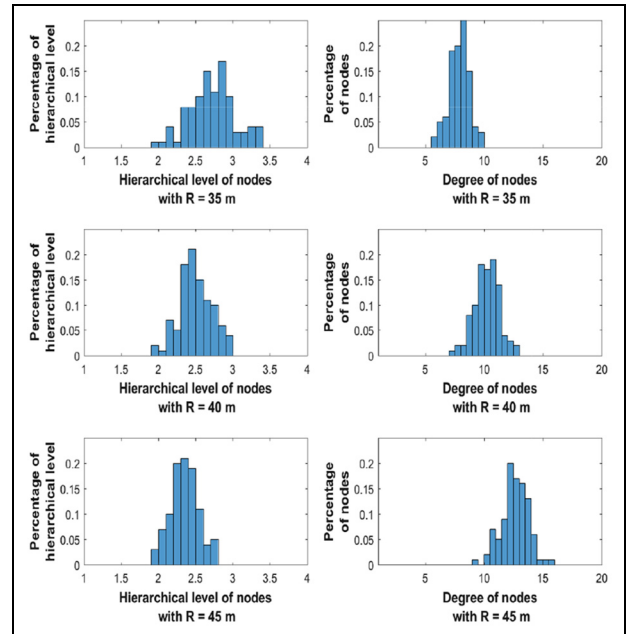 Percentage of
hierarchical level
0.2
0.15
0.1
0.05
0
1 1.5 2 2.5 3 3.5 4
Hierarchical level of nodes
with R = 35 m
Percentage
of nodes
0.2
0.15
0.1
0.05
0
5 10 15 20
Degree of nodes
with R = 35 m
Percentage of
hierarchical level
0.2
0.15
0.1
0.05
0
1 1.5 2 2.5 3 3.5 4
Hierarchical level of nodes
with R = 40 m
Percentage
of nodes
0.2
0.15
0.1
0.05
0
5 10 15 20
Degree of nodes
with R = 40 m
Percentage of
hierarchical level
0.2
0.15
0.1
0.05
0
1 1.5 2 2.5 3 3.5 4
Hierarchical level of nodes
with R = 45 m
Percentage
of nodes
0.2
0.15
0.1
0.05
0
5 10 15 20
Degree of nodes
with R = 45 m